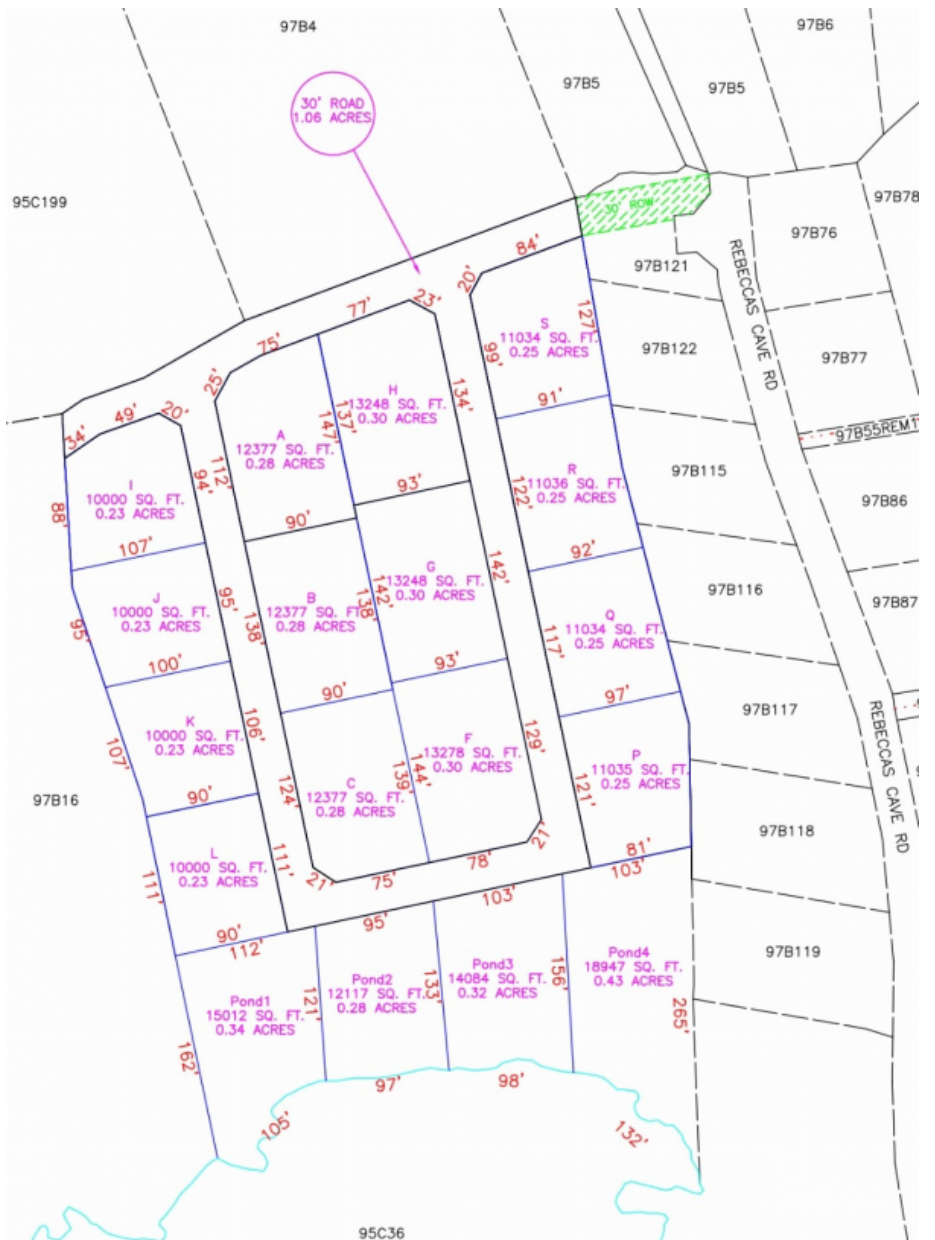 97B4
97B6
97B5
97B5
30' ROAD
1.06 ACRES
95C199
97B78
30' ROW
97B76
84'
97B121
REBECCAS CAVE RD
20'
77'
23'
127'
75'
S
11034 SQ. FT.
0.25 ACRES
97B122
97B77
99'
25'
H
13248 SQ. FT.
0.30 ACRES
134'
91'
49'
20'
34'
137'
147'
A
12377 SQ. FT.
0.28 ACRES
97B55REM1
94'
112'
I
10000 SQ. FT.
0.23 ACRES
93'
122'
R
11036 SQ. FT.
0.25 ACRES
97B115
97B86
88'
90'
107'
92'
G
13248 SQ. FT.
0.30 ACRES
142'
142'
138'
97B116
97B87
J
10000 SQ. FT.
0.23 ACRES
95'
B
12377 SQ. FT.
0.28 ACRES
138'
Q
11034 SQ. FT.
0.25 ACRES
117'
95'
100'
93'
90'
97'
97B117
REBECCAS CAVE RD
K
10000 SQ. FT.
0.23 ACRES
106'
F
13278 SQ. FT.
0.30 ACRES
129'
P
11035 SQ. FT.
0.25 ACRES
107'
144'
139'
C
12377 SQ. FT.
0.28 ACRES
124'
121'
97B16
90'
97B118
21'
L
10000 SQ. FT.
0.23 ACRES
111'
78'
81'
103'
111'
21'
75'
103'
95'
90'
112'
97B119
Pond1
15012 SQ. FT.
0.34 ACRES
121'
Pond2
12117 SQ. FT.
0.28 ACRES
133'
Pond3
14084 SQ. FT.
0.32 ACRES
156'
Pond4
18947 SQ. FT.
0.43 ACRES
265'
162'
97'
98'
105'
132'
95C36